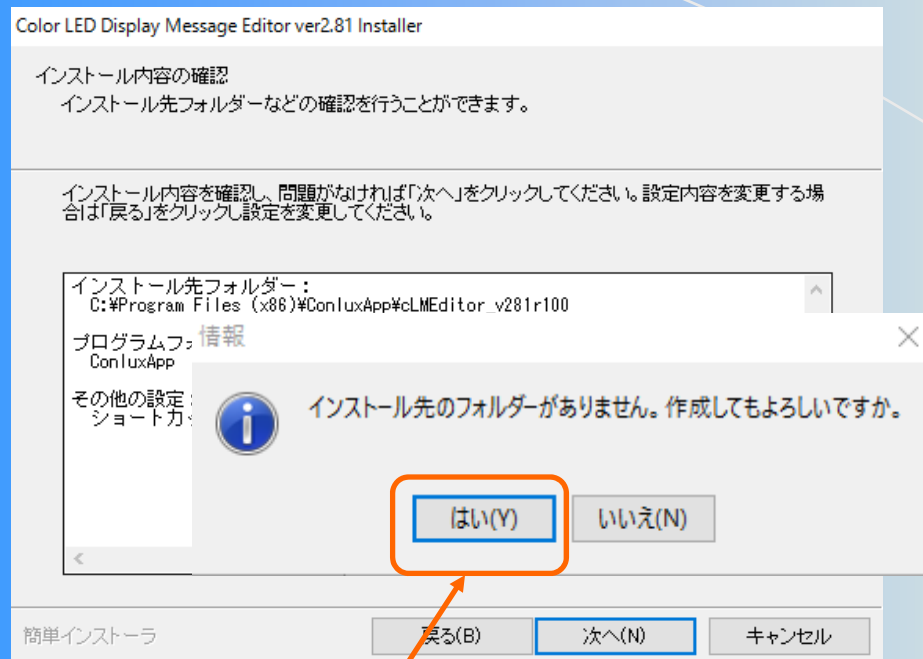 Color LED Display Message Editor ver2.81 Installer
インストール内容の確認
インストール先フォルダーなどの確認を行うことができます。
インストール内容を確認し、問題がなければ「次へ」をクリックしてください。設定内容を変更する場
合は「戻る」をクリックし設定を変更してください。
インストール先フォルダー：
C:¥Program Files (x86)¥ConluxApp¥cLMEditor_v281r100
プログラムフォ
ConluxApp
その他の設定：
ショートカッ
情報
インストール先のフォルダーがありません。作成してもよろしいですか。
はい(Y)
いいえ(N)
簡単インストーラ
戻る(B)
次へ(N)
キャンセル